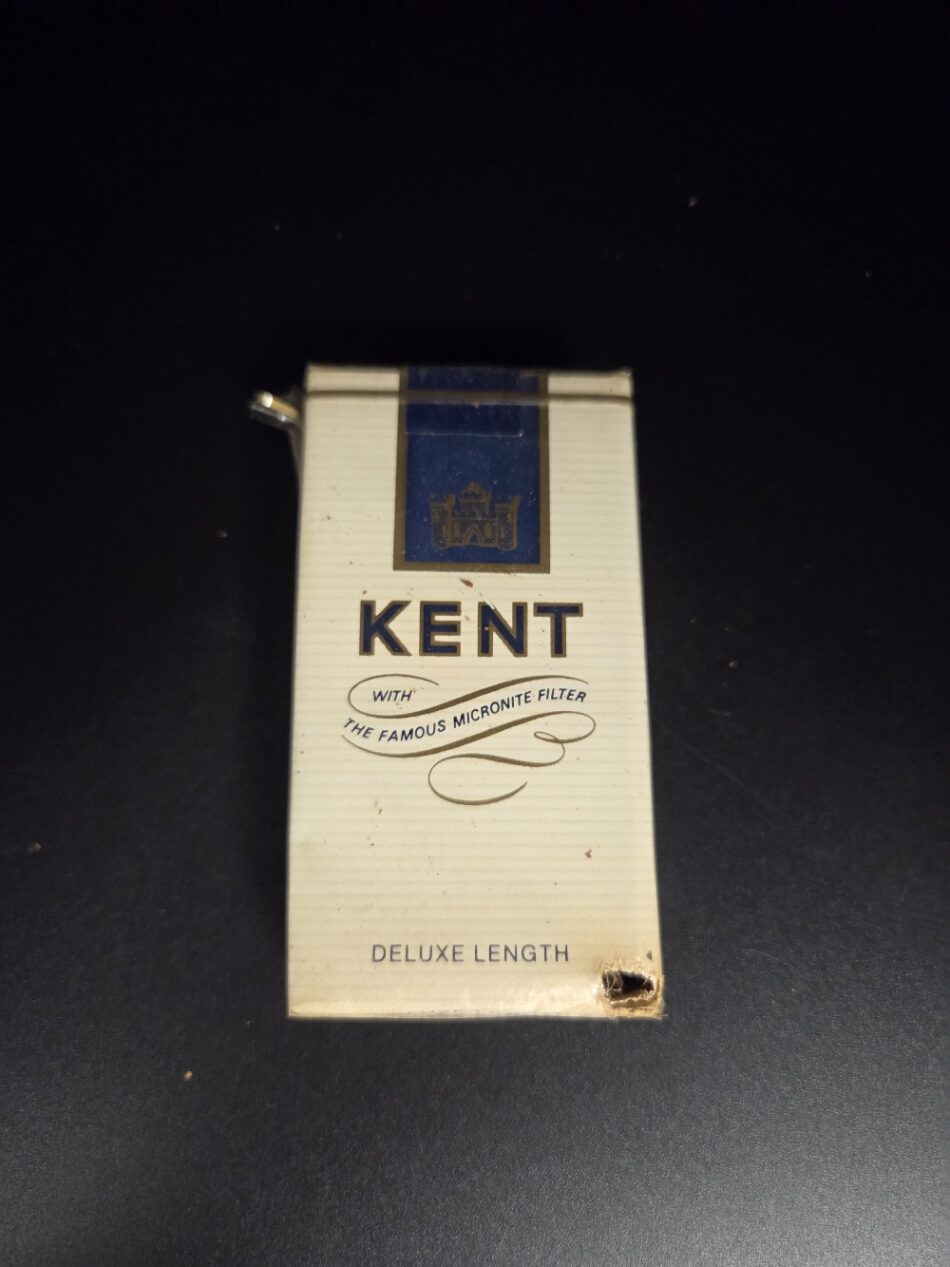 KENT
WITH
THE FAMOUS MICRONITE FILTER
DELUXE LENGTH